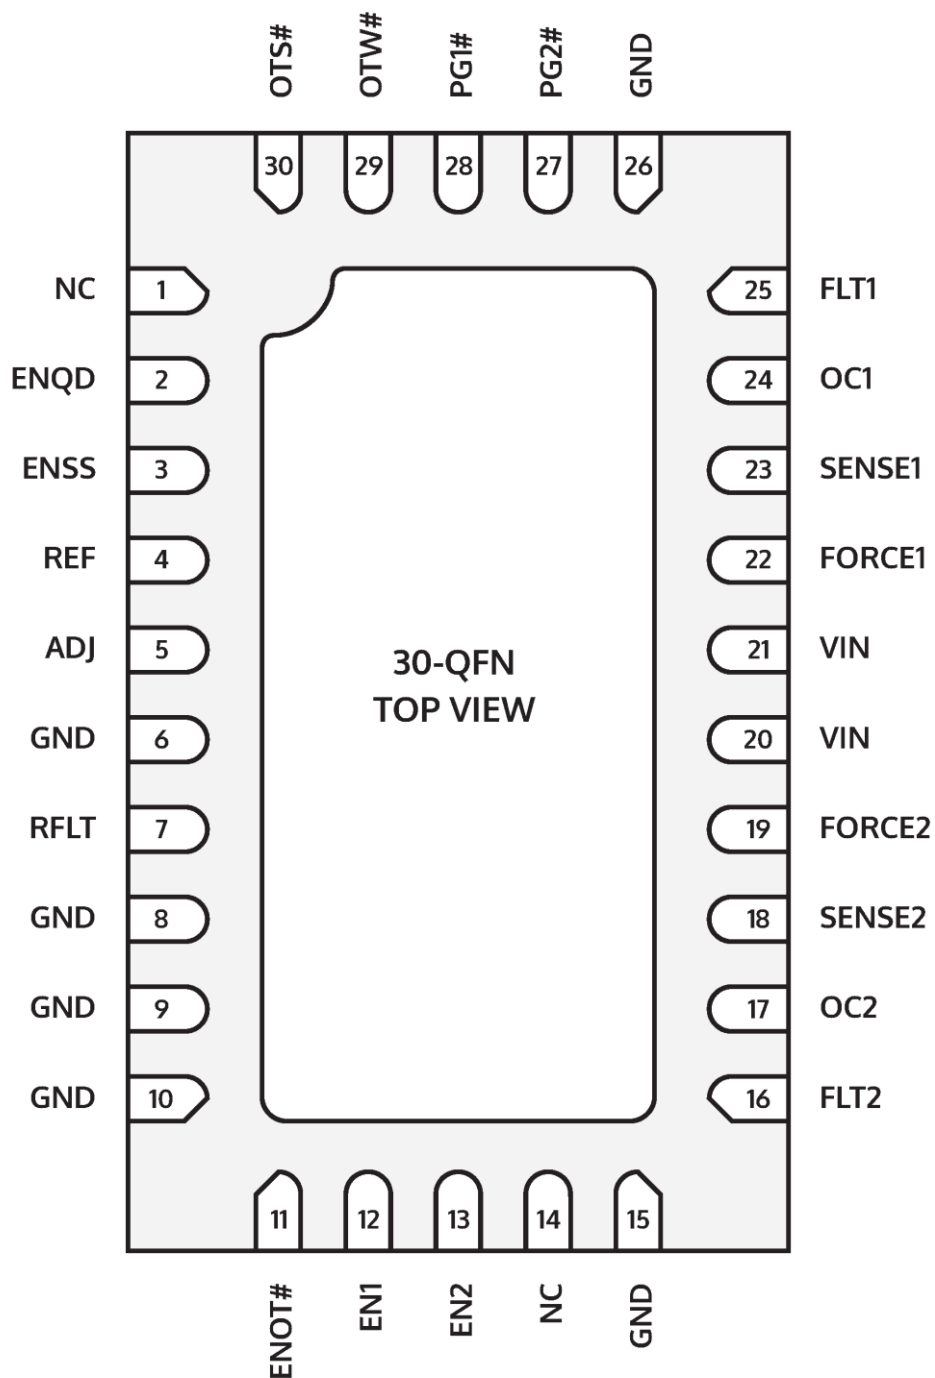 OTS# OTW# PG1# PG2# GND
30 29 28 27 26
NC 1 25 FLT1
ENQD 2 24 OC1
ENSS 3 23 SENSE1
REF 4 22 FORCE1
ADJ 5 21 VIN
30-QFN
TOP VIEW
GND 6 20 VIN
RFLT 7 19 FORCE2
GND 8 18 SENSE2
GND 9 17 OC2
GND 10 16 FLT2
11 12 13 14 15
ENOT# EN1 EN2 NC GND